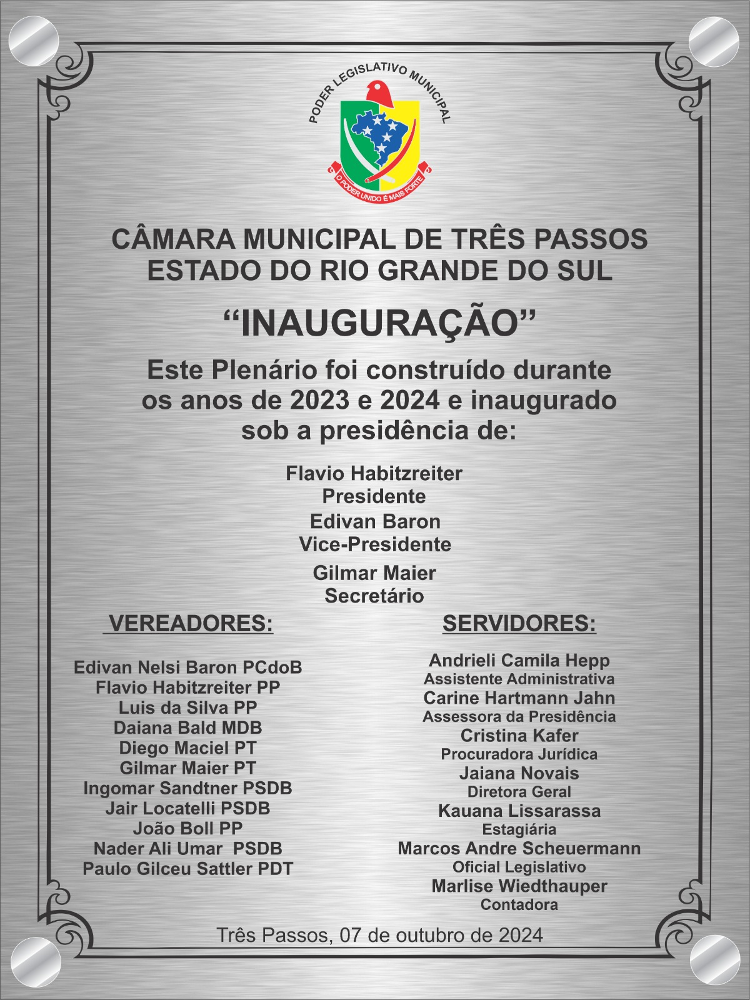 PODER LEGISLATIVO MUNICIPAL
O PODER UNIDO É MAIS FORTE
CÂMARA MUNICIPAL DE TRÊS PASSOS
ESTADO DO RIO GRANDE DO SUL
“INAUGURAÇÃO”
Este Plenário foi construído durante
os anos de 2023 e 2024 e inaugurado
sob a presidência de:
Flavio Habitzreiter
Presidente
Edivan Baron
Vice-Presidente
Gilmar Maier
Secretário
VEREADORES:
Edivan Nelsi Baron PCdoB
Flavio Habitzreiter PP
Luis da Silva PP
Daiana Bald MDB
Diego Maciel PT
Gilmar Maier PT
Ingomar Sandtner PSDB
Jair Locatelli PSDB
João Boll PP
Nader Ali Umar  PSDB
Paulo Gilceu Sattler PDT
SERVIDORES:
Andrieli Camila Hepp
Assistente Administrativa
Carine Hartmann Jahn
Assessora da Presidência
Cristina Kafer
Procuradora Jurídica
Jaiana Novais
Diretora Geral
Kauana Lissarassa
Estagiária
Marcos Andre Scheuermann
Oficial Legislativo
Marlise Wiedthauper
Contadora
Três Passos, 07 de outubro de 2024